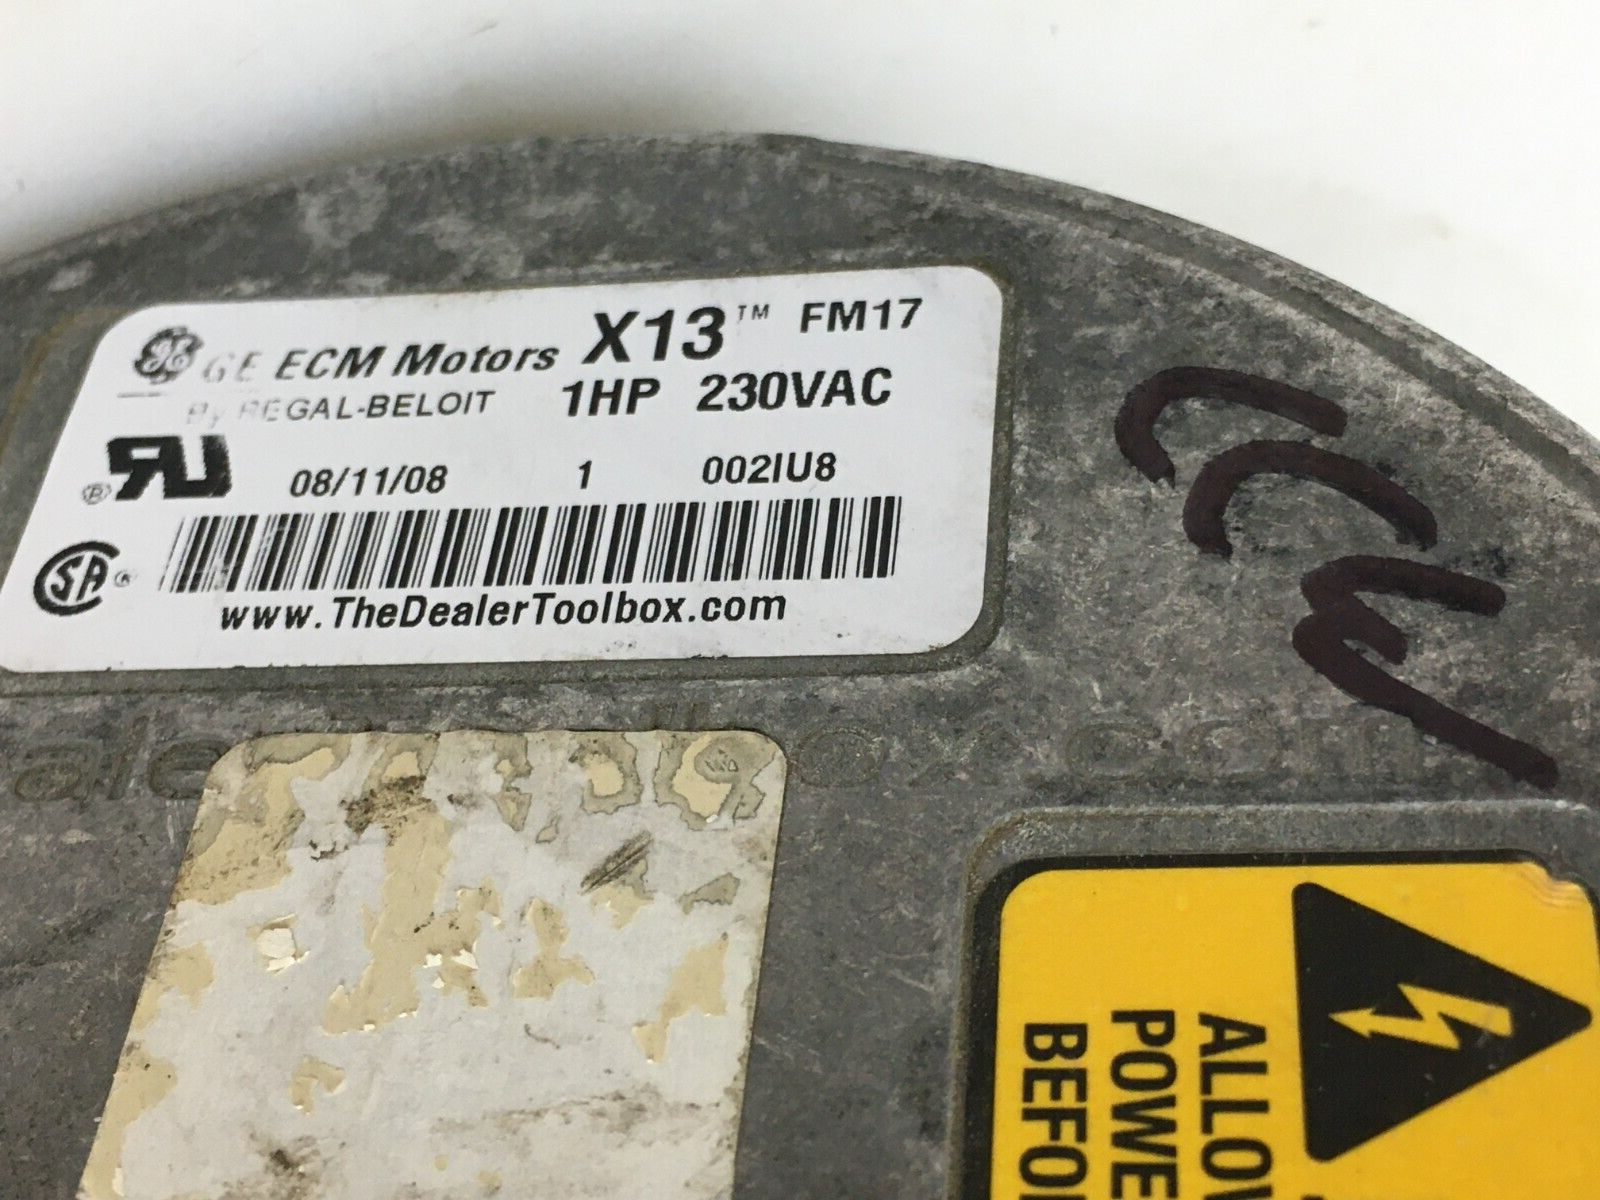 GE ECM Motors X13™ FM17
By REGAL-BELOIT 1HP 230VAC
08/11/08 1 002IU8
SA
www.TheDealerToolbox.com
CCW
ALLOW
POWE
BEFO